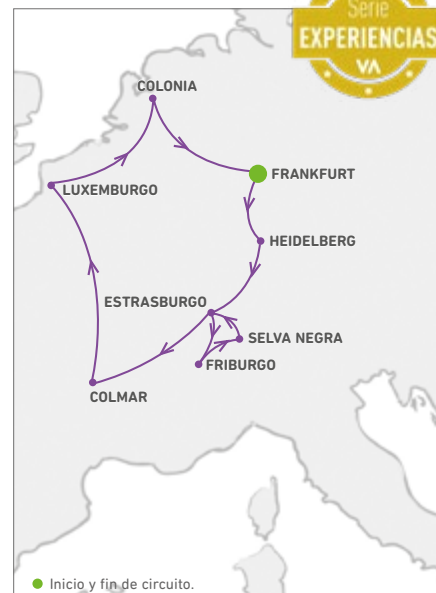 Serie
EXPERIENCIAS
VA
COLONIA
FRANKFURT
LUXEMBURGO
HEIDELBERG
ESTRASBURGO
SELVA NEGRA
FRIBURGO
COLMAR
Inicio y fin de circuito.